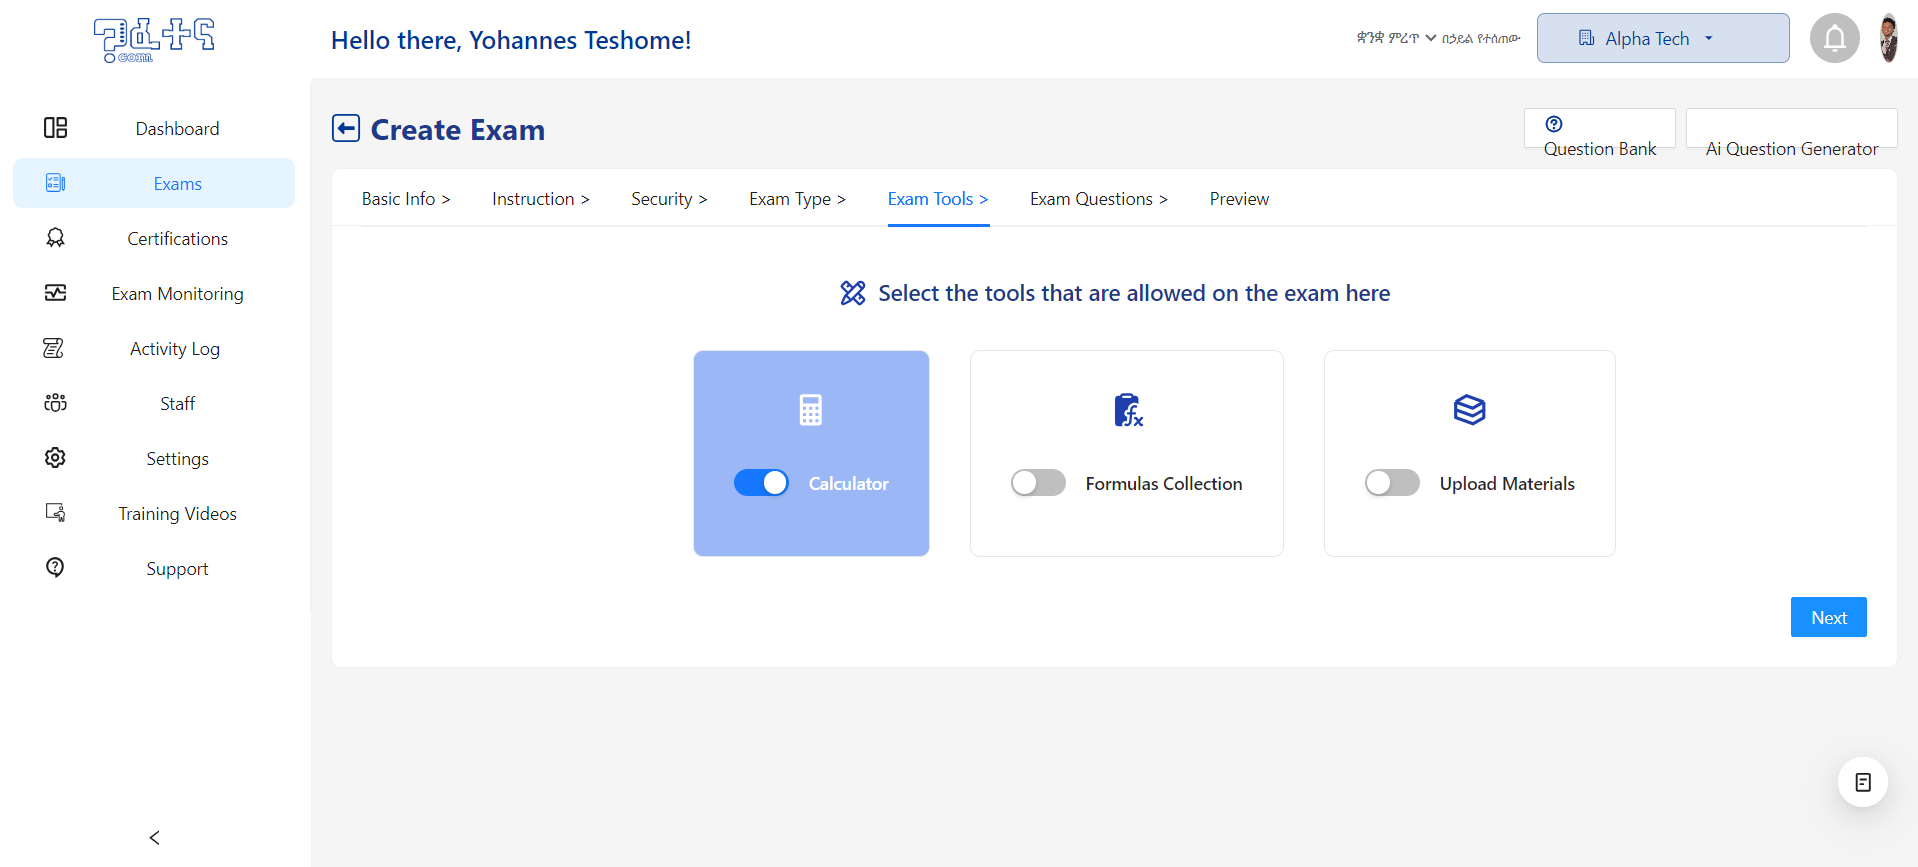 ፈተና
.com
Hello there, Yohannes Teshome!
ቋንቋ ምረጥ በኃይል የተሰጠው
Alpha Tech
Dashboard
Exams
Certifications
Exam Monitoring
Activity Log
Staff
Settings
Training Videos
Support
Create Exam
Question Bank
Ai Question Generator
Basic Info >
Instruction >
Security >
Exam Type >
Exam Tools >
Exam Questions >
Preview
Select the tools that are allowed on the exam here
Calculator
Formulas Collection
Upload Materials
Next